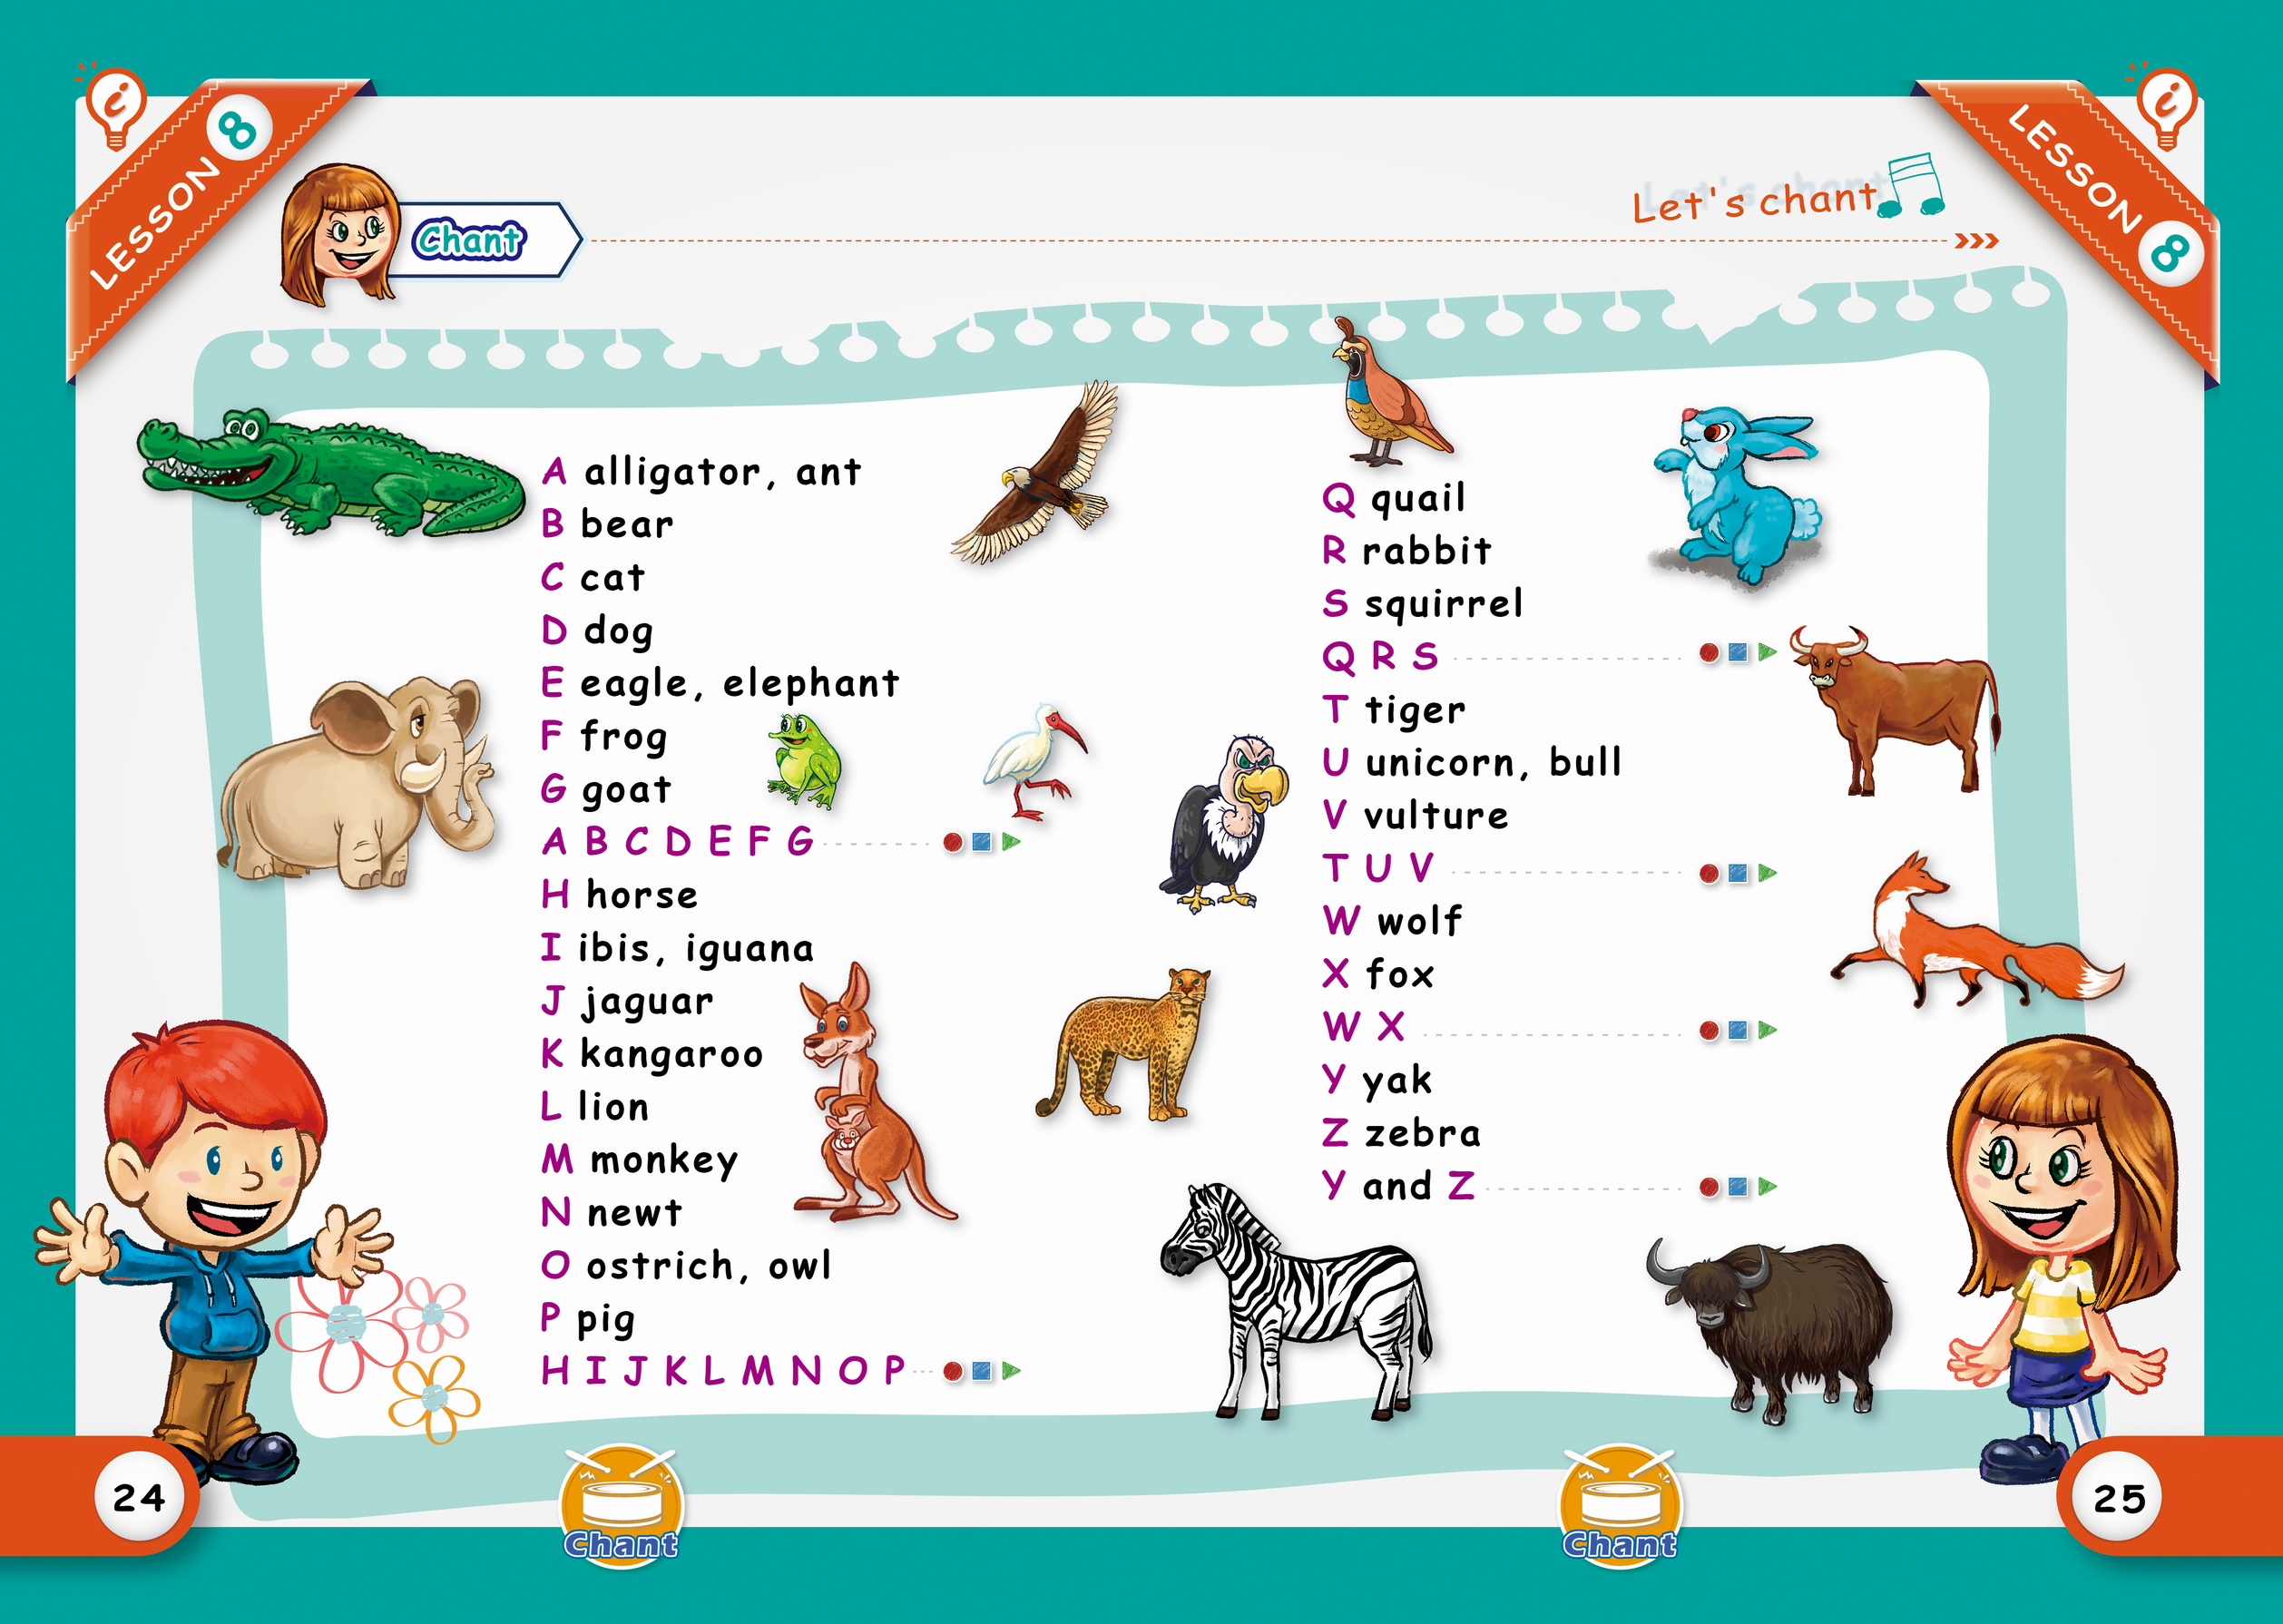 LESSON 8
Chant
Let's chant
LESSON 8
A alligator, ant
B bear
C cat
D dog
E eagle, elephant
F frog
G goat
A B C D E F G
H horse
I ibis, iguana
J jaguar
K kangaroo
L lion
M monkey
N newt
O ostrich, owl
P pig
H I J K L M N O P
Q quail
R rabbit
S squirrel
Q R S
T tiger
U unicorn, bull
V vulture
T U V
W wolf
X fox
W X
Y yak
Z zebra
Y and Z
24
Chant
Chant
25